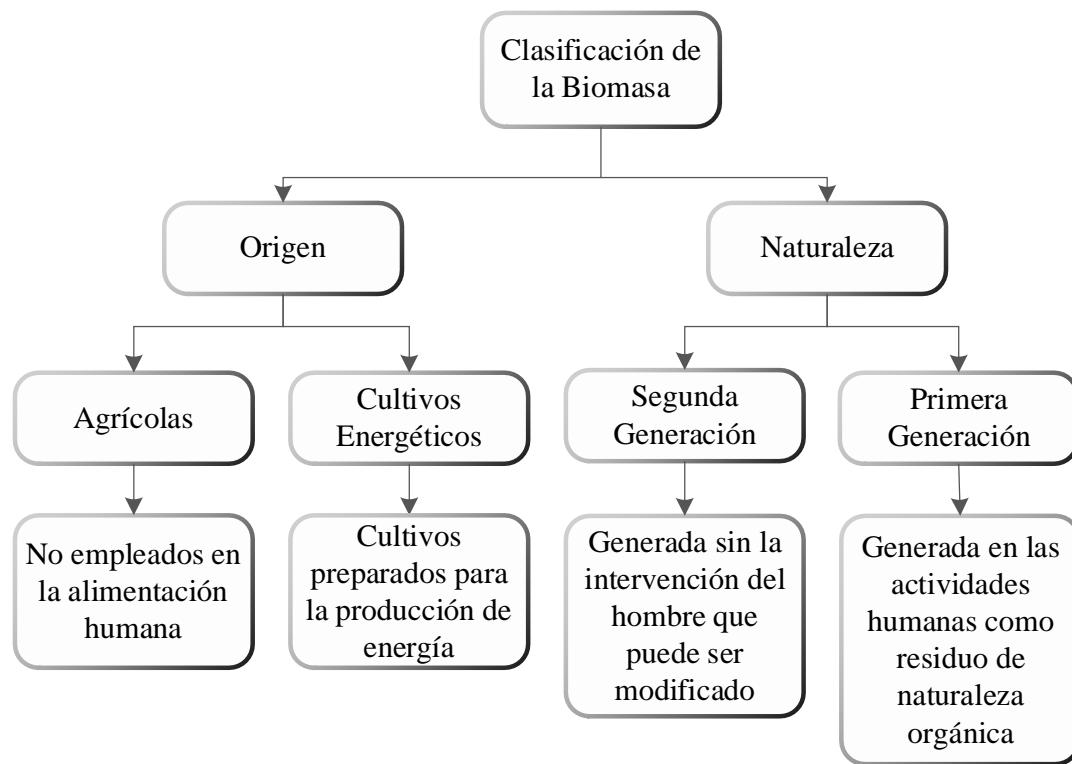 Clasificación de
la Biomasa
Origen
Naturaleza
Agrícolas
Cultivos
Energéticos
Segunda
Generación
Primera
Generación
No empleados en
la alimentación
humana
Cultivos
preparados para
la producción de
energía
Generada sin la
intervención del
hombre que
puede ser
modificado
Generada en las
actividades
humanas como
residuo de
naturaleza
orgánica